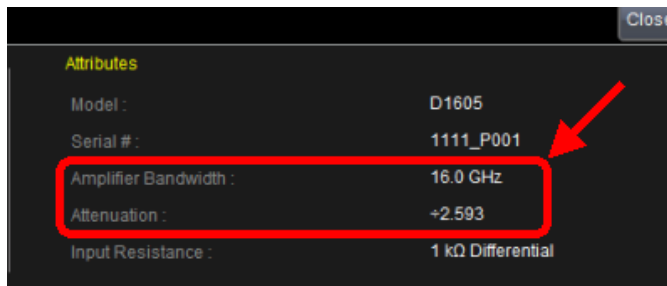 Close
Attributes
Model : D1605
Serial # : 1111_P001
Amplifier Bandwidth : 16.0 GHz
Attenuation : ÷2.593
Input Resistance : 1 kΩ Differential